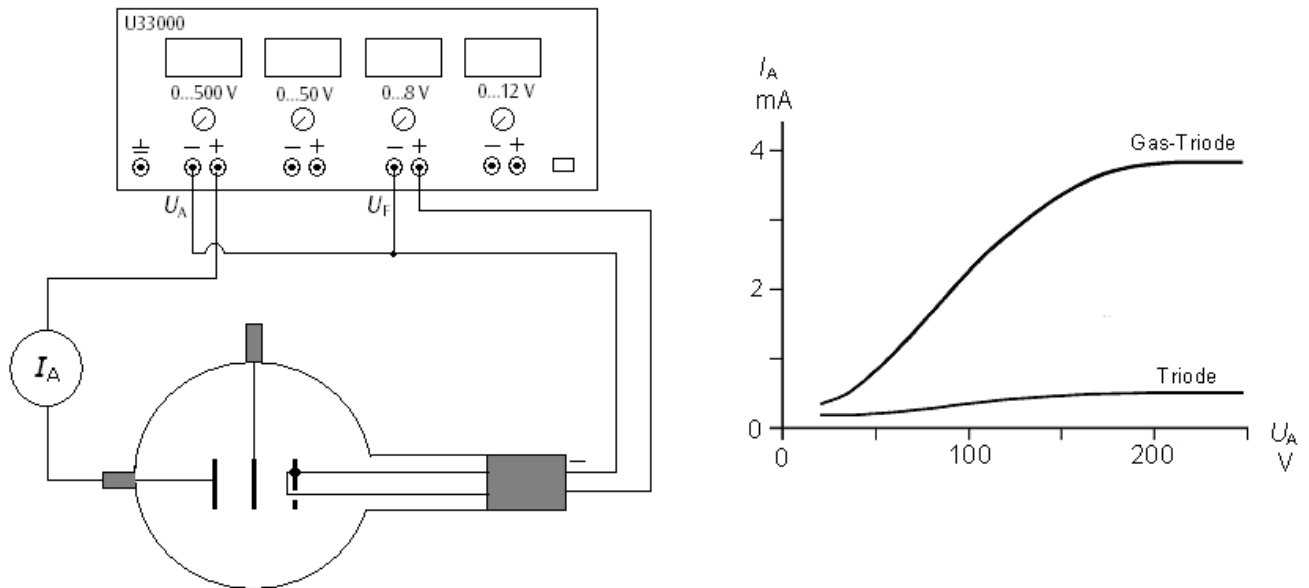 U33000
0...500 V 0...50 V 0...8 V 0...12 V
− + − + − + − +
U_A U_F
I_A
−
I_A
mA
4
Gas-Triode
2
Triode
0
0 100 200 U_A
V